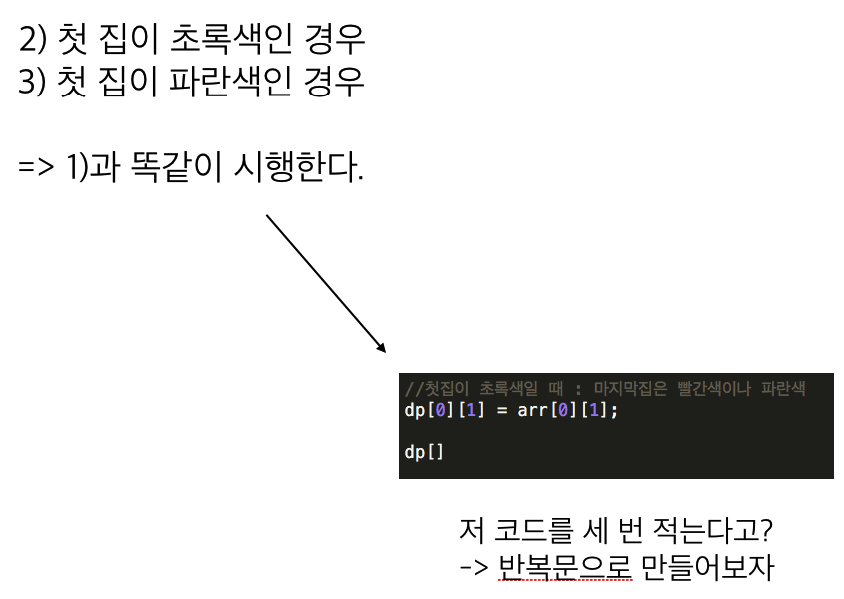 2) 첫 집이 초록색인 경우
3) 첫 집이 파란색인 경우
=> 1)과 똑같이 시행한다.
//첫집이 초록색일 때 : 마지막집은 빨간색이나 파란색
dp[0][1] = arr[0][1];
dp[]
저 코드를 세 번 적는다고?
-> 반복문으로 만들어보자